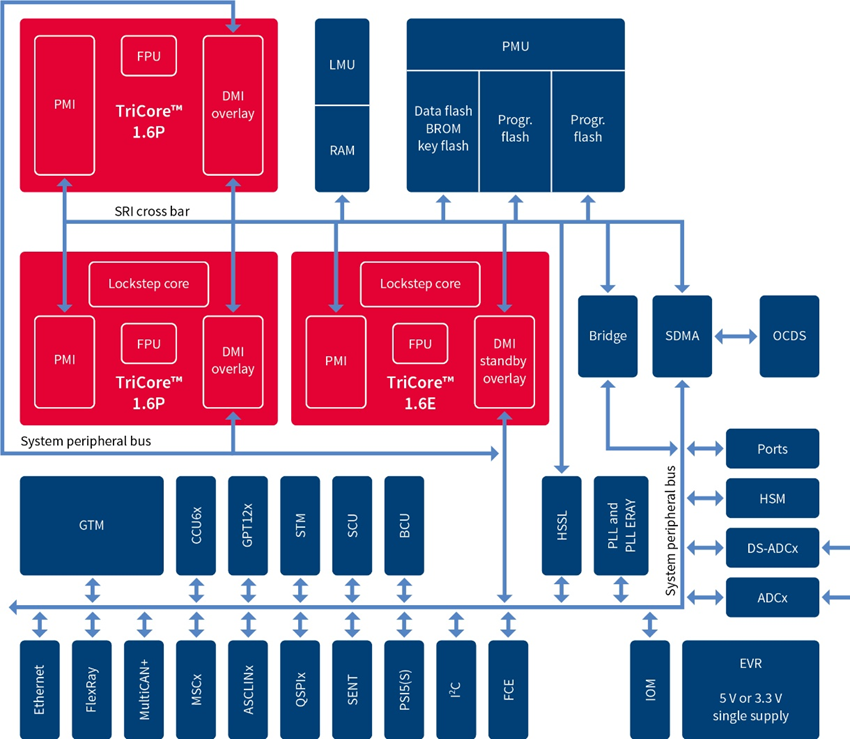 FPU
PMI
DMI
overlay
TriCore™
1.6P
LMU
RAM
PMU
Data flash
BROM
key flash
Progr.
flash
Progr.
flash
SRI cross bar
Lockstep core
PMI
FPU
DMI
overlay
TriCore™
1.6P
Lockstep core
PMI
FPU
DMI
standby
overlay
TriCore™
1.6E
Bridge
SDMA
OCDS
System peripheral bus
Ports
HSM
DS-ADCx
ADCx
System peripheral bus
GTM
CCU6x
GPT12x
STM
SCU
BCU
HSSL
PLL and
PLL ERAY
Ethernet
FlexRay
MultiCAN+
MSCx
ASCLINx
QSPIx
SENT
PSI5(S)
I²C
FCE
IOM
EVR
5 V or 3.3 V
single supply